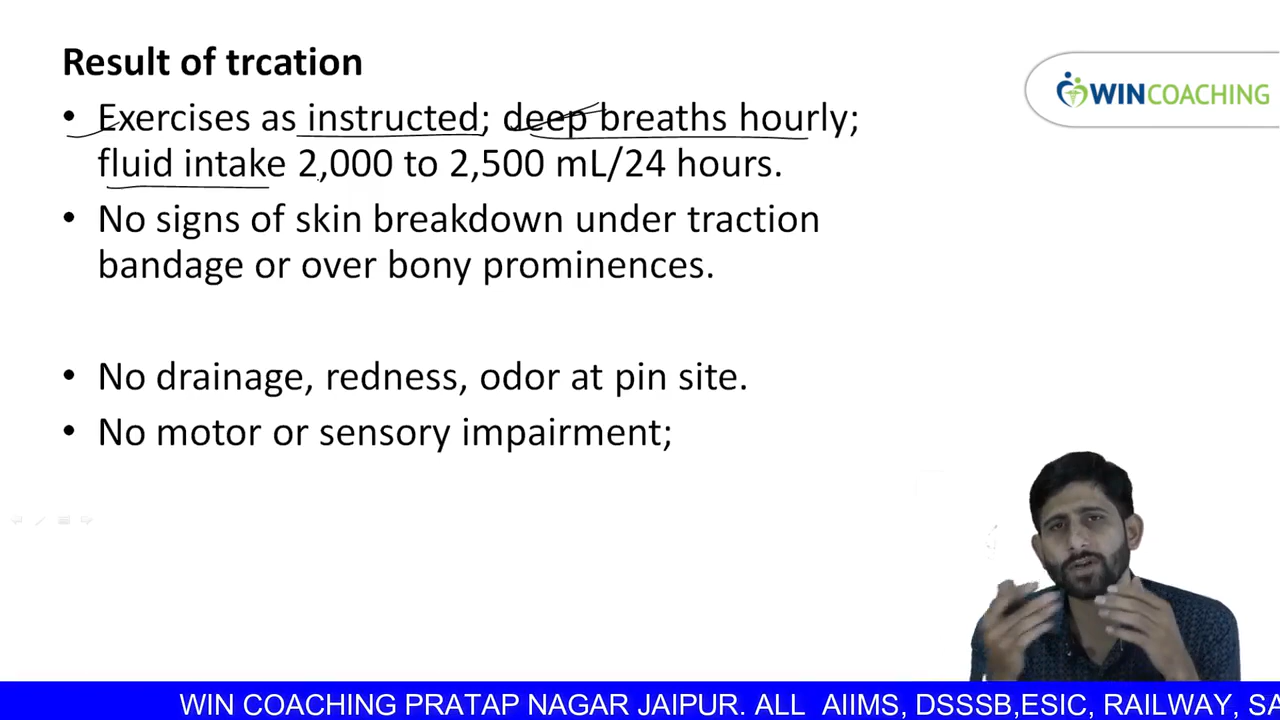 Result of trcation
WINCOACHING
• Exercises as instructed; deep breaths hourly;
fluid intake 2,000 to 2,500 mL/24 hours.
• No signs of skin breakdown under traction
bandage or over bony prominences.
• No drainage, redness, odor at pin site.
• No motor or sensory impairment;
WIN COACHING PRATAP NAGAR JAIPUR. ALL  AIIMS, DSSSB,ESIC, RAILWAY, SA